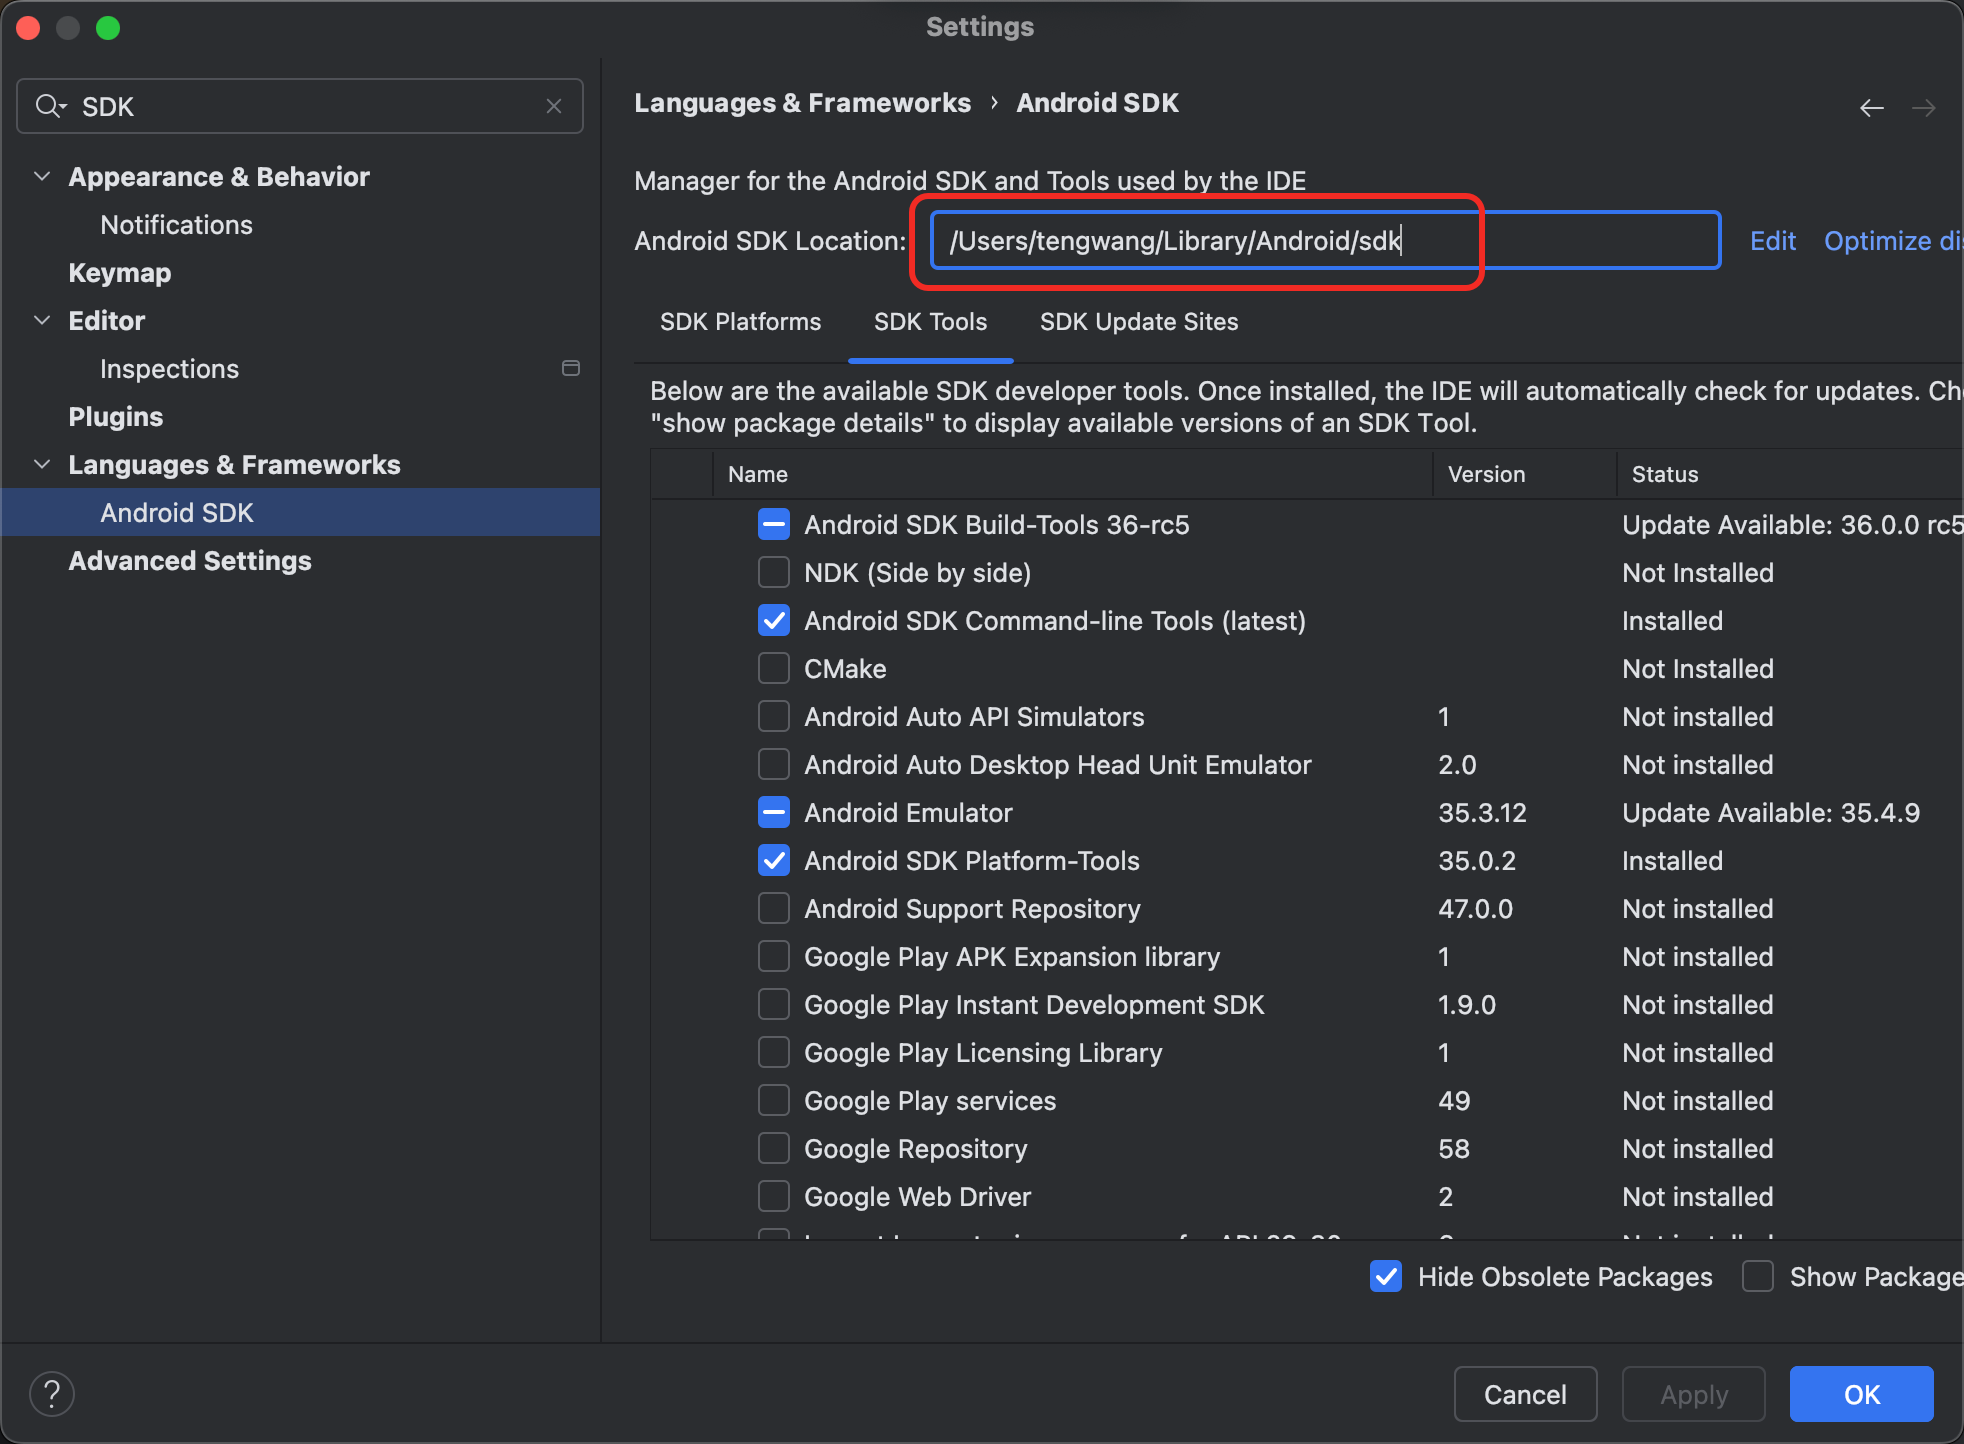 Settings
SDK
Appearance & Behavior
Notifications
Keymap
Editor
Inspections
Plugins
Languages & Frameworks
Android SDK
Advanced Settings
Languages & Frameworks › Android SDK
Manager for the Android SDK and Tools used by the IDE
Android SDK Location: /Users/tengwang/Library/Android/sdk Edit Optimize
SDK Platforms SDK Tools SDK Update Sites
Below are the available SDK developer tools. Once installed, the IDE will automatically check for updates.
"show package details" to display available versions of an SDK Tool.
Name Version Status
Android SDK Build-Tools 36-rc5 Update Available: 36.0.0 rc5
NDK (Side by side) Not Installed
Android SDK Command-line Tools (latest) Installed
CMake Not Installed
Android Auto API Simulators 1 Not installed
Android Auto Desktop Head Unit Emulator 2.0 Not installed
Android Emulator 35.3.12 Update Available: 35.4.9
Android SDK Platform-Tools 35.0.2 Installed
Android Support Repository 47.0.0 Not installed
Google Play APK Expansion library 1 Not installed
Google Play Instant Development SDK 1.9.0 Not installed
Google Play Licensing Library 1 Not installed
Google Play services 49 Not installed
Google Repository 58 Not installed
Google Web Driver 2 Not installed
Hide Obsolete Packages Show Package
? Cancel Apply OK